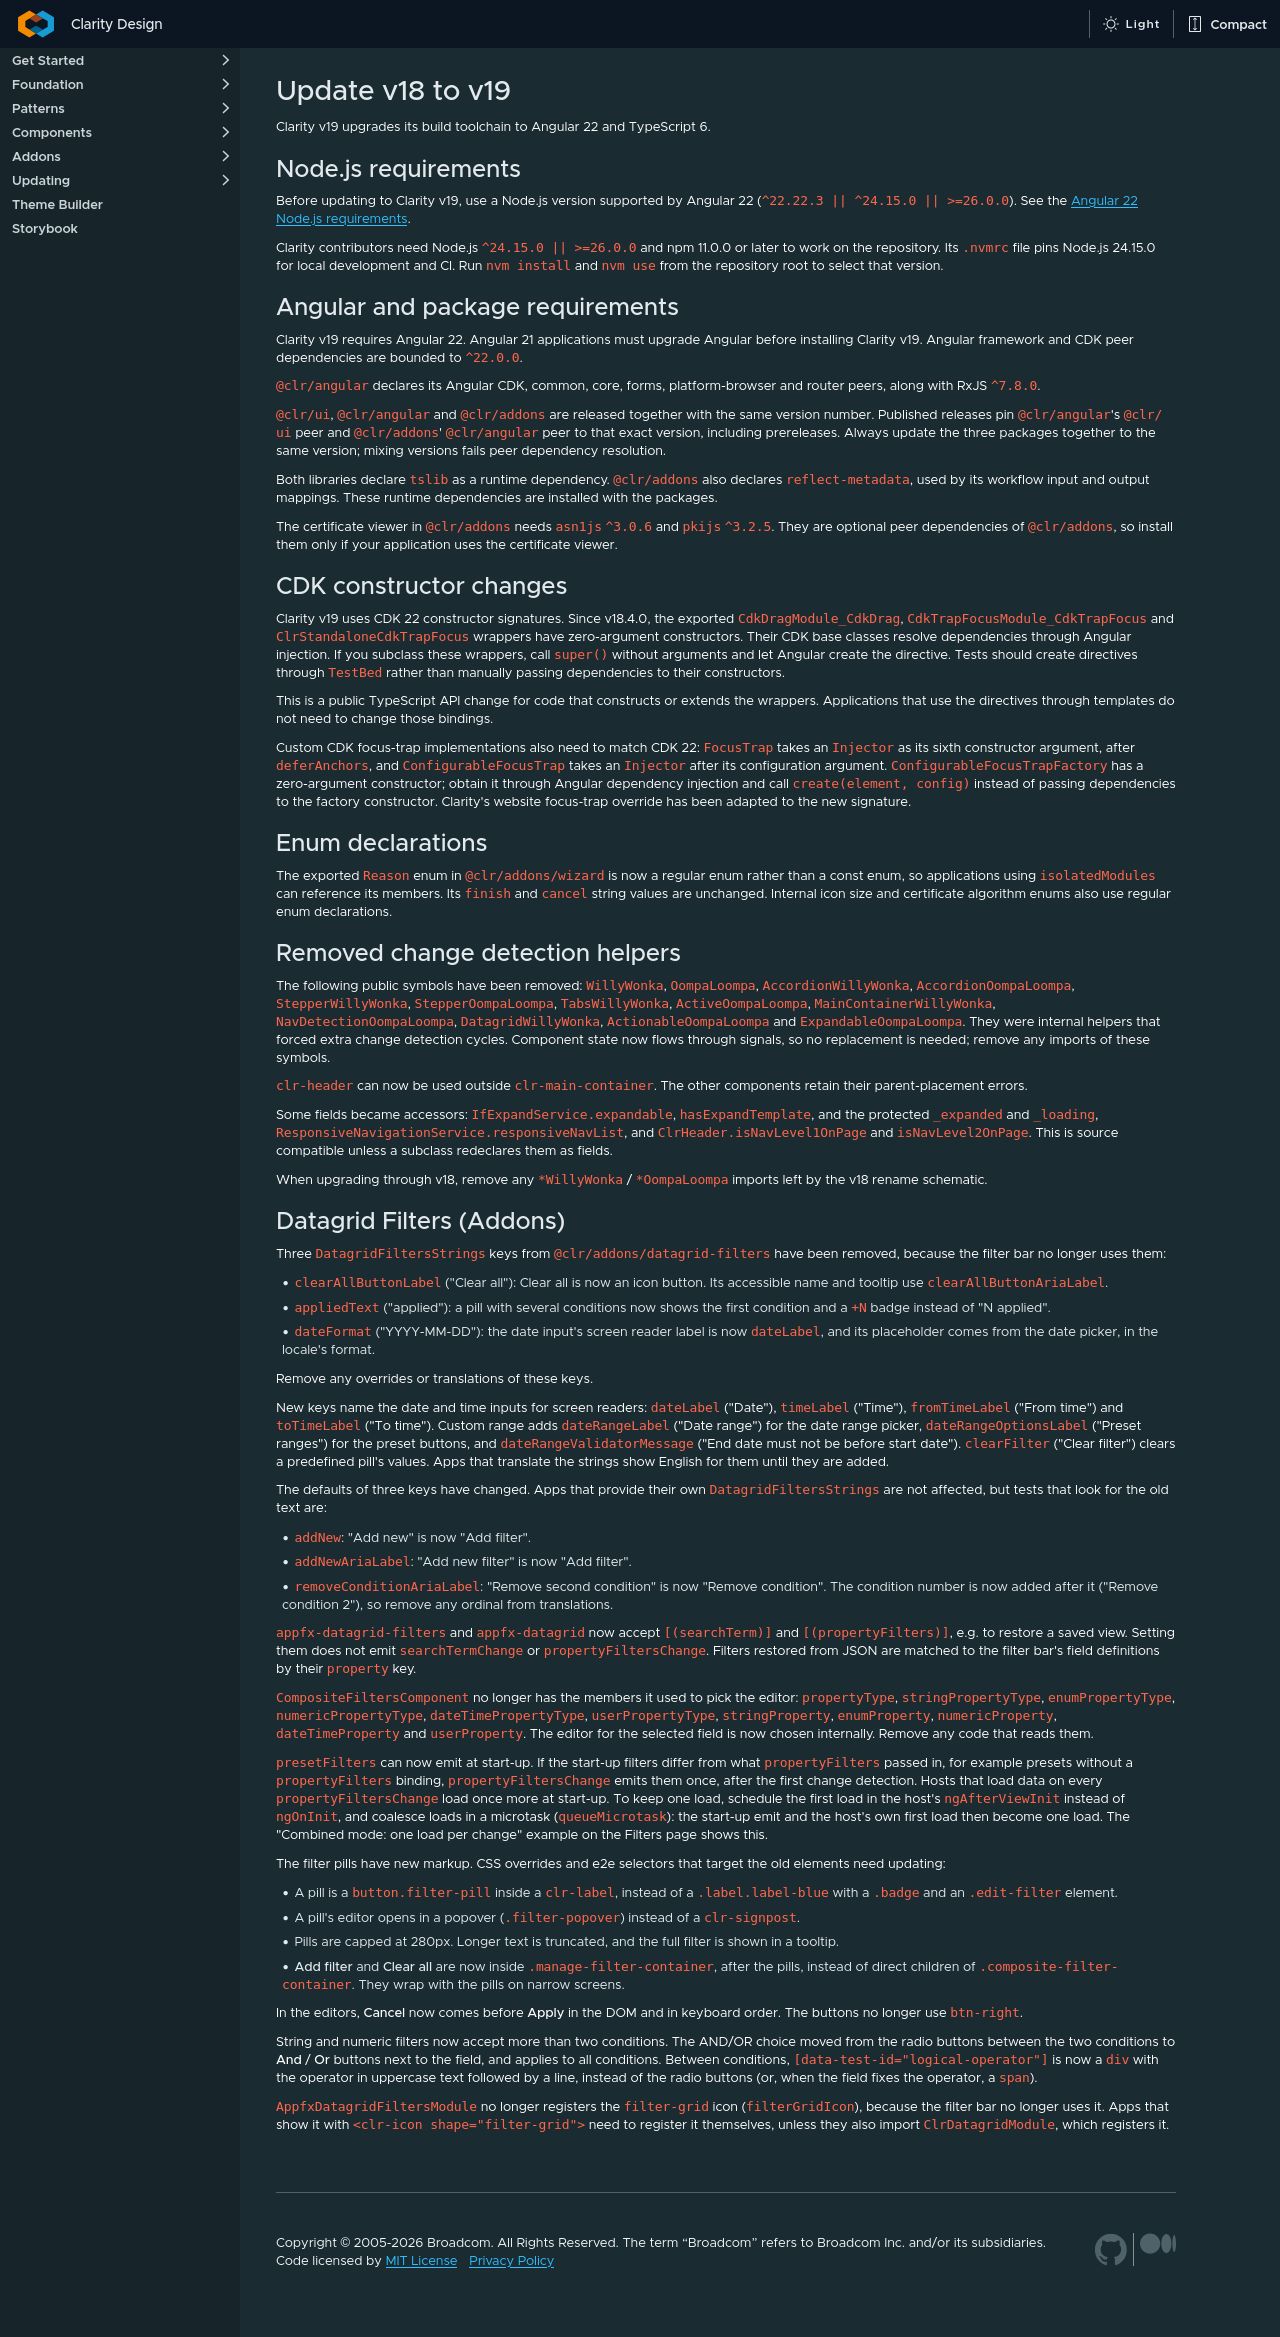 Clarity Design
Light
Compact
Get Started
Foundation
Patterns
Components
Addons
Updating
Theme Builder
Storybook
Update v18 to v19
Clarity v19 upgrades its build toolchain to Angular 22 and TypeScript 6.
Node.js requirements
Before updating to Clarity v19, use a Node.js version supported by Angular 22 (^22.22.3 || ^24.15.0 || >=26.0.0). See the Angular 22
Node.js requirements.
Clarity contributors need Node.js ^24.15.0 || >=26.0.0 and npm 11.0.0 or later to work on the repository. Its .nvmrc file pins Node.js 24.15.0
for local development and CI. Run nvm install and nvm use from the repository root to select that version.
Angular and package requirements
Clarity v19 requires Angular 22. Angular 21 applications must upgrade Angular before installing Clarity v19. Angular framework and CDK peer
dependencies are bounded to ^22.0.0.
@clr/angular declares its Angular CDK, common, core, forms, platform-browser and router peers, along with RxJS ^7.8.0.
@clr/ui, @clr/angular and @clr/addons are released together with the same version number. Published releases pin @clr/angular's @clr/
ui peer and @clr/addons' @clr/angular peer to that exact version, including prereleases. Always update the three packages together to the
same version; mixing versions fails peer dependency resolution.
Both libraries declare tslib as a runtime dependency. @clr/addons also declares reflect-metadata, used by its workflow input and output
mappings. These runtime dependencies are installed with the packages.
The certificate viewer in @clr/addons needs asn1js ^3.0.6 and pkijs ^3.2.5. They are optional peer dependencies of @clr/addons, so install
them only if your application uses the certificate viewer.
CDK constructor changes
Clarity v19 uses CDK 22 constructor signatures. Since v18.4.0, the exported CdkDragModule_CdkDrag, CdkTrapFocusModule_CdkTrapFocus and
ClrStandaloneCdkTrapFocus wrappers have zero-argument constructors. Their CDK base classes resolve dependencies through Angular
injection. If you subclass these wrappers, call super() without arguments and let Angular create the directive. Tests should create directives
through TestBed rather than manually passing dependencies to their constructors.
This is a public TypeScript API change for code that constructs or extends the wrappers. Applications that use the directives through templates do
not need to change those bindings.
Custom CDK focus-trap implementations also need to match CDK 22: FocusTrap takes an Injector as its sixth constructor argument, after
deferAnchors, and ConfigurableFocusTrap takes an Injector after its configuration argument. ConfigurableFocusTrapFactory has a
zero-argument constructor; obtain it through Angular dependency injection and call create(element, config) instead of passing dependencies
to the factory constructor. Clarity's website focus-trap override has been adapted to the new signature.
Enum declarations
The exported Reason enum in @clr/addons/wizard is now a regular enum rather than a const enum, so applications using isolatedModules
can reference its members. Its finish and cancel string values are unchanged. Internal icon size and certificate algorithm enums also use regular
enum declarations.
Removed change detection helpers
The following public symbols have been removed: WillyWonka, OompaLoompa, AccordionWillyWonka, AccordionOompaLoompa,
StepperWillyWonka, StepperOompaLoompa, TabsWillyWonka, ActiveOompaLoompa, MainContainerWillyWonka,
NavDetectionOompaLoompa, DatagridWillyWonka, ActionableOompaLoompa and ExpandableOompaLoompa. They were internal helpers that
forced extra change detection cycles. Component state now flows through signals, so no replacement is needed; remove any imports of these
symbols.
clr-header can now be used outside clr-main-container. The other components retain their parent-placement errors.
Some fields became accessors: IfExpandService.expandable, hasExpandTemplate, and the protected _expanded and _loading,
ResponsiveNavigationService.responsiveNavList, and ClrHeader.isNavLevel1OnPage and isNavLevel2OnPage. This is source
compatible unless a subclass redeclares them as fields.
When upgrading through v18, remove any *WillyWonka / *OompaLoompa imports left by the v18 rename schematic.
Datagrid Filters (Addons)
Three DatagridFiltersStrings keys from @clr/addons/datagrid-filters have been removed, because the filter bar no longer uses them:
• clearAllButtonLabel ("Clear all"): Clear all is now an icon button. Its accessible name and tooltip use clearAllButtonAriaLabel.
• appliedText ("applied"): a pill with several conditions now shows the first condition and a +N badge instead of "N applied".
• dateFormat ("YYYY-MM-DD"): the date input's screen reader label is now dateLabel, and its placeholder comes from the date picker, in the
locale's format.
Remove any overrides or translations of these keys.
New keys name the date and time inputs for screen readers: dateLabel ("Date"), timeLabel ("Time"), fromTimeLabel ("From time") and
toTimeLabel ("To time"). Custom range adds dateRangeLabel ("Date range") for the date range picker, dateRangeOptionsLabel ("Preset
ranges") for the preset buttons, and dateRangeValidatorMessage ("End date must not be before start date"). clearFilter ("Clear filter") clears
a predefined pill's values. Apps that translate the strings show English for them until they are added.
The defaults of three keys have changed. Apps that provide their own DatagridFiltersStrings are not affected, but tests that look for the old
text are:
• addNew: "Add new" is now "Add filter".
• addNewAriaLabel: "Add new filter" is now "Add filter".
• removeConditionAriaLabel: "Remove second condition" is now "Remove condition". The condition number is now added after it ("Remove
condition 2"), so remove any ordinal from translations.
appfx-datagrid-filters and appfx-datagrid now accept [(searchTerm)] and [(propertyFilters)], e.g. to restore a saved view. Setting
them does not emit searchTermChange or propertyFiltersChange. Filters restored from JSON are matched to the filter bar's field definitions
by their property key.
CompositeFiltersComponent no longer has the members it used to pick the editor: propertyType, stringPropertyType, enumPropertyType,
numericPropertyType, dateTimePropertyType, userPropertyType, stringProperty, enumProperty, numericProperty,
dateTimeProperty and userProperty. The editor for the selected field is now chosen internally. Remove any code that reads them.
presetFilters can now emit at start-up. If the start-up filters differ from what propertyFilters passed in, for example presets without a
propertyFilters binding, propertyFiltersChange emits them once, after the first change detection. Hosts that load data on every
propertyFiltersChange load once more at start-up. To keep one load, schedule the first load in the host's ngAfterViewInit instead of
ngOnInit, and coalesce loads in a microtask (queueMicrotask): the start-up emit and the host's own first load then become one load. The
"Combined mode: one load per change" example on the Filters page shows this.
The filter pills have new markup. CSS overrides and e2e selectors that target the old elements need updating:
• A pill is a button.filter-pill inside a clr-label, instead of a .label.label-blue with a .badge and an .edit-filter element.
• A pill's editor opens in a popover (.filter-popover) instead of a clr-signpost.
• Pills are capped at 280px. Longer text is truncated, and the full filter is shown in a tooltip.
• Add filter and Clear all are now inside .manage-filter-container, after the pills, instead of direct children of .composite-filter-
container. They wrap with the pills on narrow screens.
In the editors, Cancel now comes before Apply in the DOM and in keyboard order. The buttons no longer use btn-right.
String and numeric filters now accept more than two conditions. The AND/OR choice moved from the radio buttons between the two conditions to
And / Or buttons next to the field, and applies to all conditions. Between conditions, [data-test-id="logical-operator"] is now a div with
the operator in uppercase text followed by a line, instead of the radio buttons (or, when the field fixes the operator, a span).
AppfxDatagridFiltersModule no longer registers the filter-grid icon (filterGridIcon), because the filter bar no longer uses it. Apps that
show it with <clr-icon shape="filter-grid"> need to register it themselves, unless they also import ClrDatagridModule, which registers it.
Copyright © 2005-2026 Broadcom. All Rights Reserved. The term “Broadcom” refers to Broadcom Inc. and/or its subsidiaries.
Code licensed by MIT License Privacy Policy